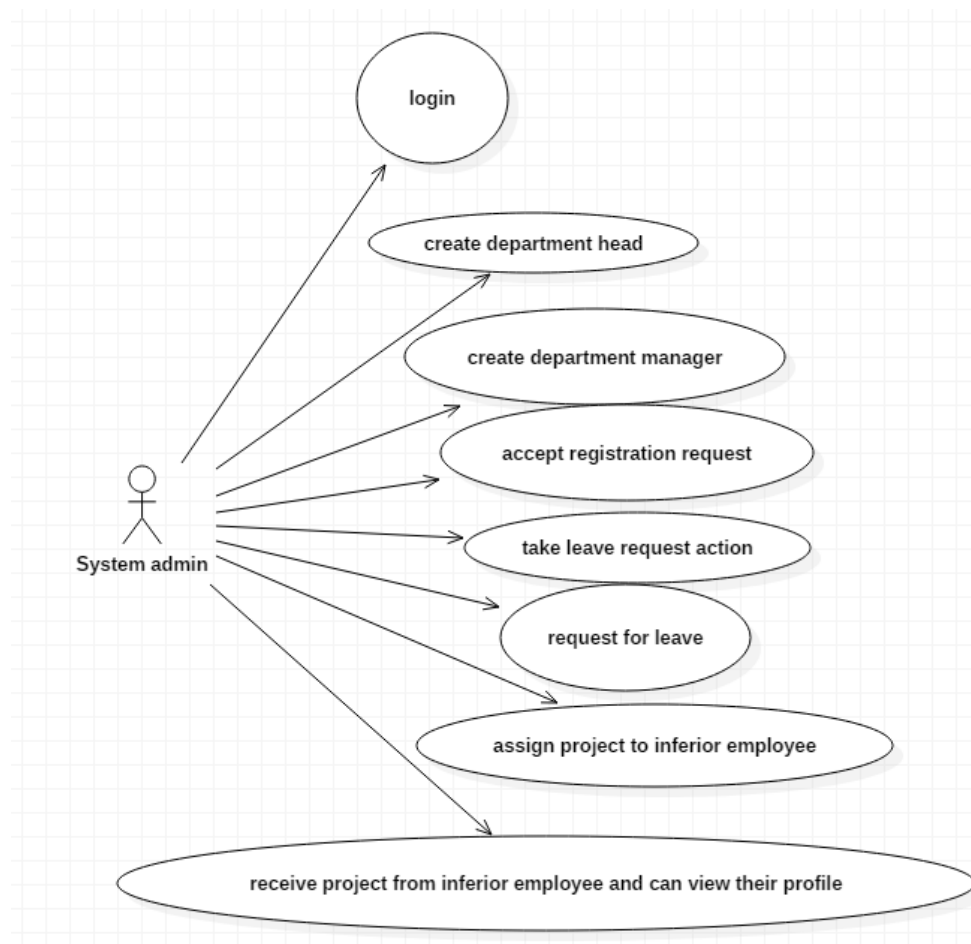 login
create department head
create department manager
accept registration request
take leave request action
System admin
request for leave
assign project to inferior employee
receive project from inferior employee and can view their profile